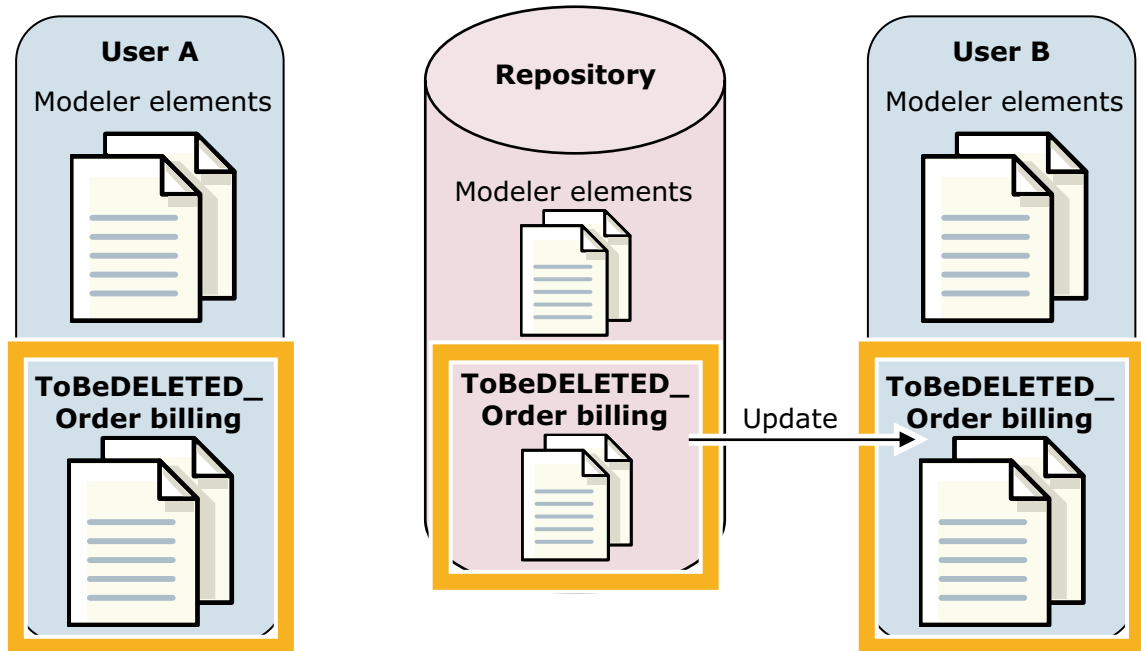 User A
Modeler elements
ToBeDELETED_
Order billing
Repository
Modeler elements
ToBeDELETED_
Order billing
Update
User B
Modeler elements
ToBeDELETED_
Order billing